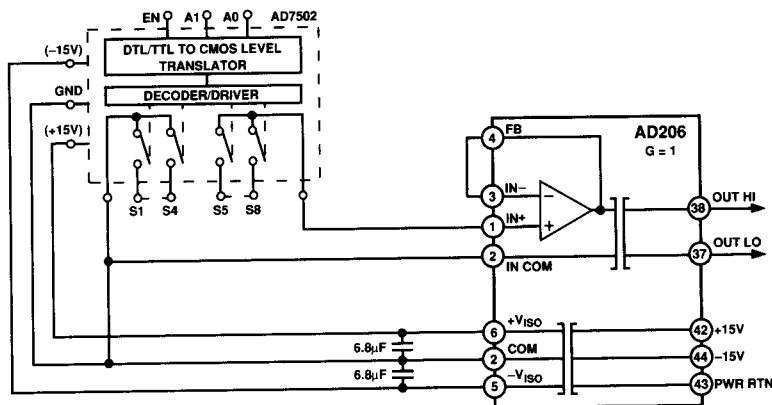 EN A1 A0 AD7502
(–15V)
DTL/TTL TO CMOS LEVEL
TRANSLATOR
GND
DECODER/DRIVER
(+15V)
S1 S4 S5 S8
AD206
G = 1
4 FB
3 IN–
–
1 IN+
+
38 OUT HI
2 IN COM
37 OUT LO
6 +VISO
42 +15V
6.8µF
2 COM
44 –15V
6.8µF
5 –VISO
43 PWR RTN